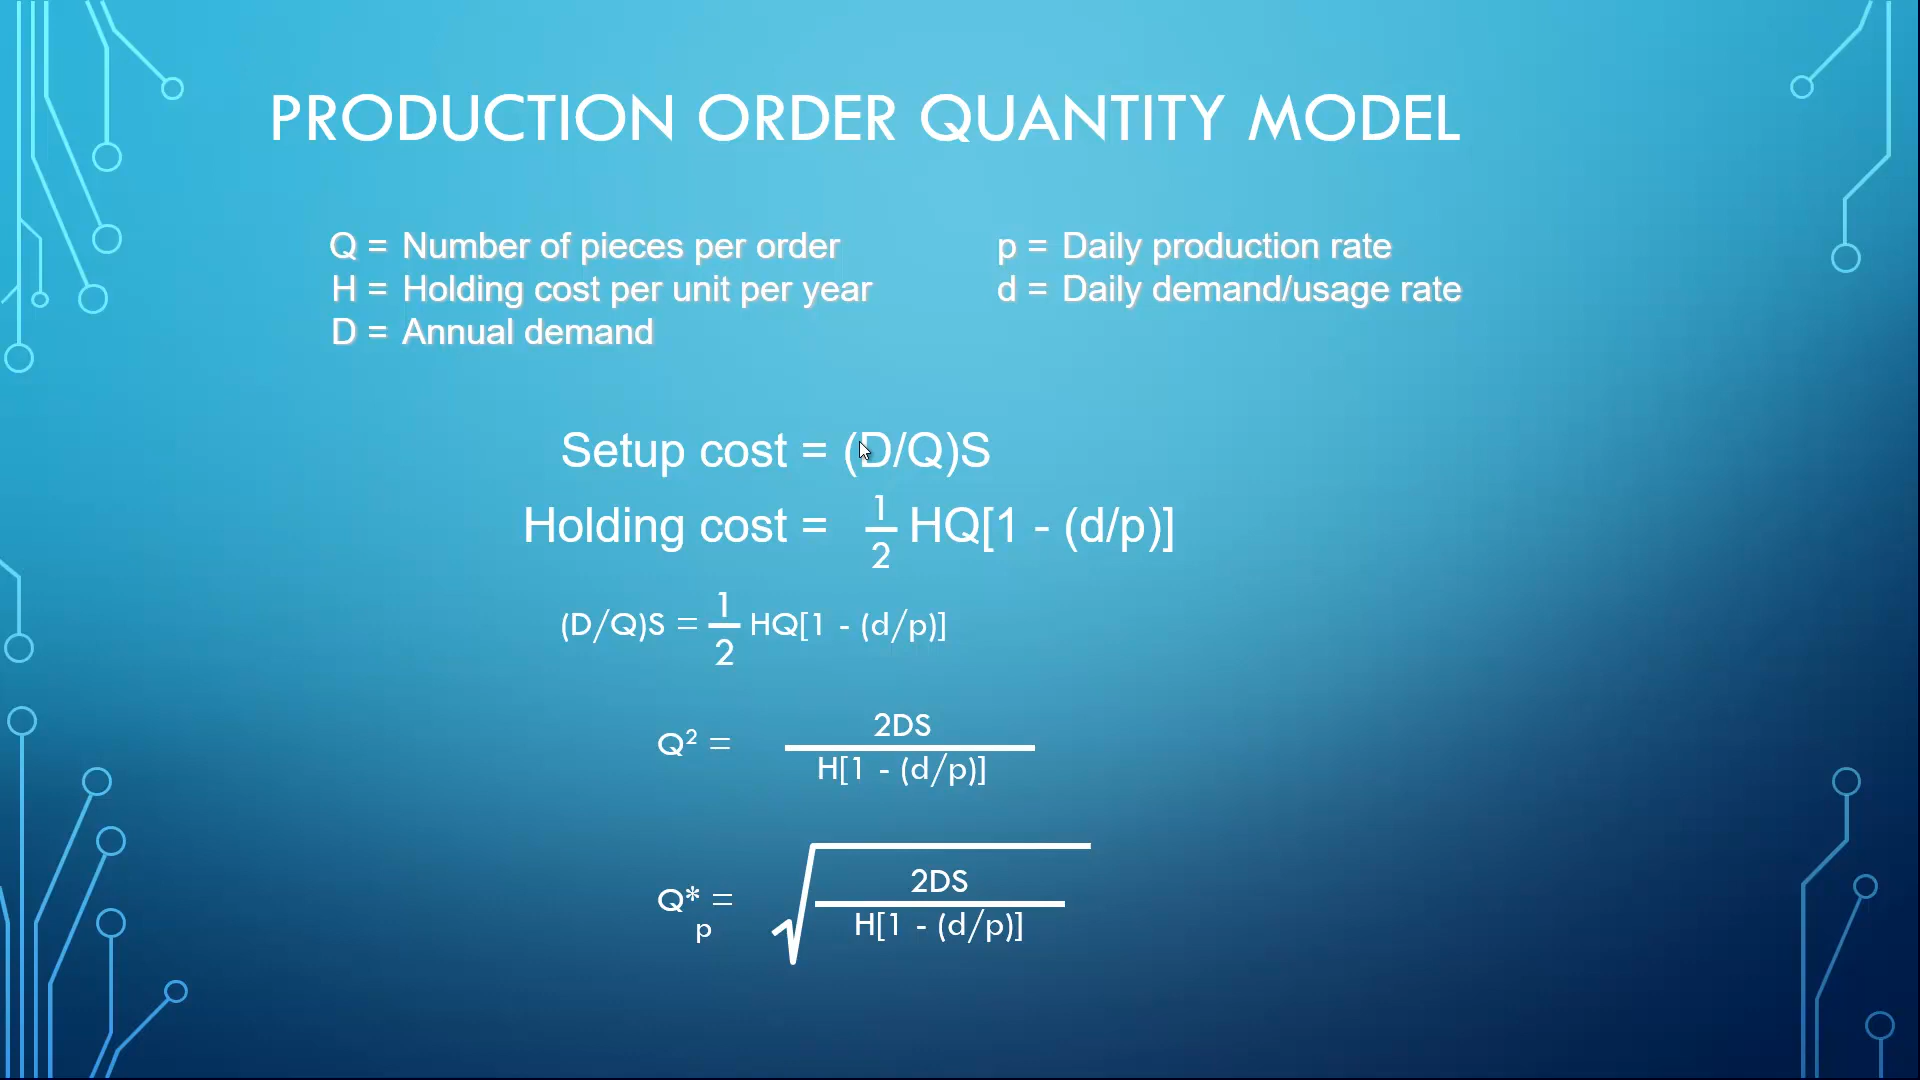 PRODUCTION ORDER QUANTITY MODEL
Q = Number of pieces per order
H = Holding cost per unit per year
D = Annual demand
p = Daily production rate
d = Daily demand/usage rate
Setup cost = (D/Q)S
Holding cost = 1/2 HQ[1 - (d/p)]
(D/Q)S = 1/2 HQ[1 - (d/p)]
Q² = 2DS / H[1 - (d/p)]
Q*p = √ 2DS / H[1 - (d/p)]